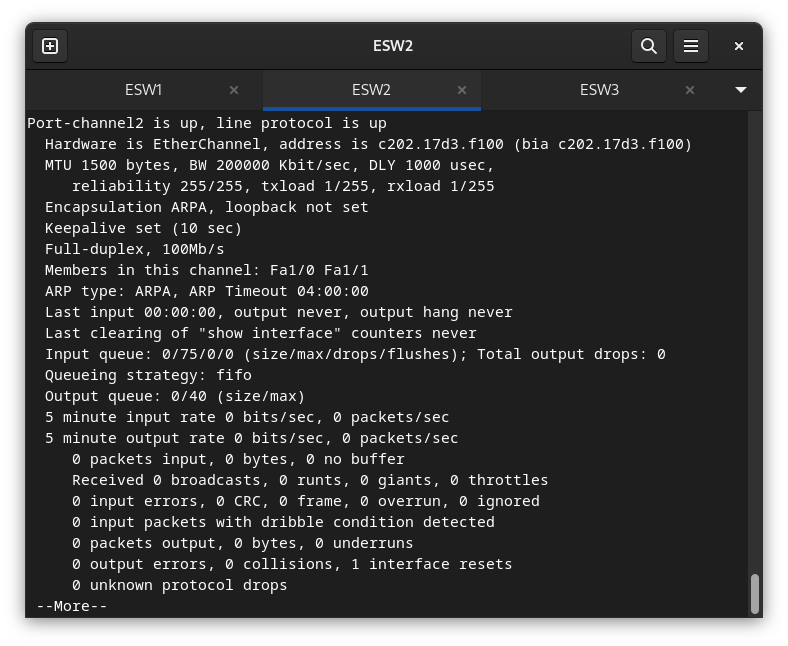 ESW2
ESW1
ESW2
ESW3
Port-channel2 is up, line protocol is up
Hardware is EtherChannel, address is c202.17d3.f100 (bia c202.17d3.f100)
MTU 1500 bytes, BW 200000 Kbit/sec, DLY 1000 usec,
reliability 255/255, txload 1/255, rxload 1/255
Encapsulation ARPA, loopback not set
Keepalive set (10 sec)
Full-duplex, 100Mb/s
Members in this channel: Fa1/0 Fa1/1
ARP type: ARPA, ARP Timeout 04:00:00
Last input 00:00:00, output never, output hang never
Last clearing of "show interface" counters never
Input queue: 0/75/0/0 (size/max/drops/flushes); Total output drops: 0
Queueing strategy: fifo
Output queue: 0/40 (size/max)
5 minute input rate 0 bits/sec, 0 packets/sec
5 minute output rate 0 bits/sec, 0 packets/sec
0 packets input, 0 bytes, 0 no buffer
Received 0 broadcasts, 0 runts, 0 giants, 0 throttles
0 input errors, 0 CRC, 0 frame, 0 overrun, 0 ignored
0 input packets with dribble condition detected
0 packets output, 0 bytes, 0 underruns
0 output errors, 0 collisions, 1 interface resets
0 unknown protocol drops
--More--